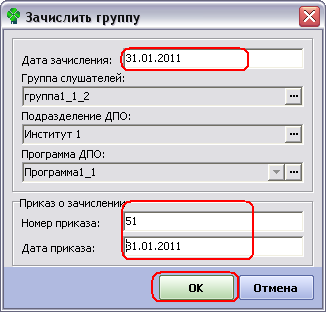 Зачислить группу
Дата зачисления: 31.01.2011
Группа слушателей:
группа1_1_2
Подразделение ДПО:
Институт 1
Программа ДПО:
Программа1_1
Приказ о зачислении
Номер приказа: 51
Дата приказа: 31.01.2011
OK Отмена